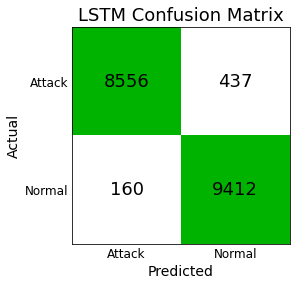 LSTM Confusion Matrix
Actual
Attack 8556 437
Normal 160 9412
Attack Normal
Predicted